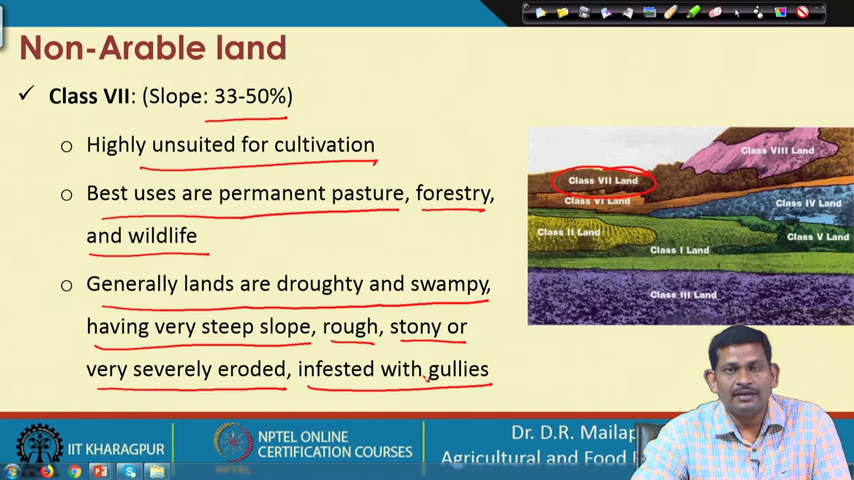 Non-Arable land
✓ Class VII: (Slope: 33-50%)
o Highly unsuited for cultivation
o Best uses are permanent pasture, forestry,
and wildlife
o Generally lands are droughty and swampy,
having very steep slope, rough, stony or
very severely eroded, infested with gullies
Class VIII Land
Class VII Land
Class VI Land
Class IV Land
Class II Land
Class V Land
Class I Land
Class III Land
IIT KHARAGPUR
NPTEL ONLINE
CERTIFICATION COURSES
Dr. D.R. Mailap
Agricultural and Food